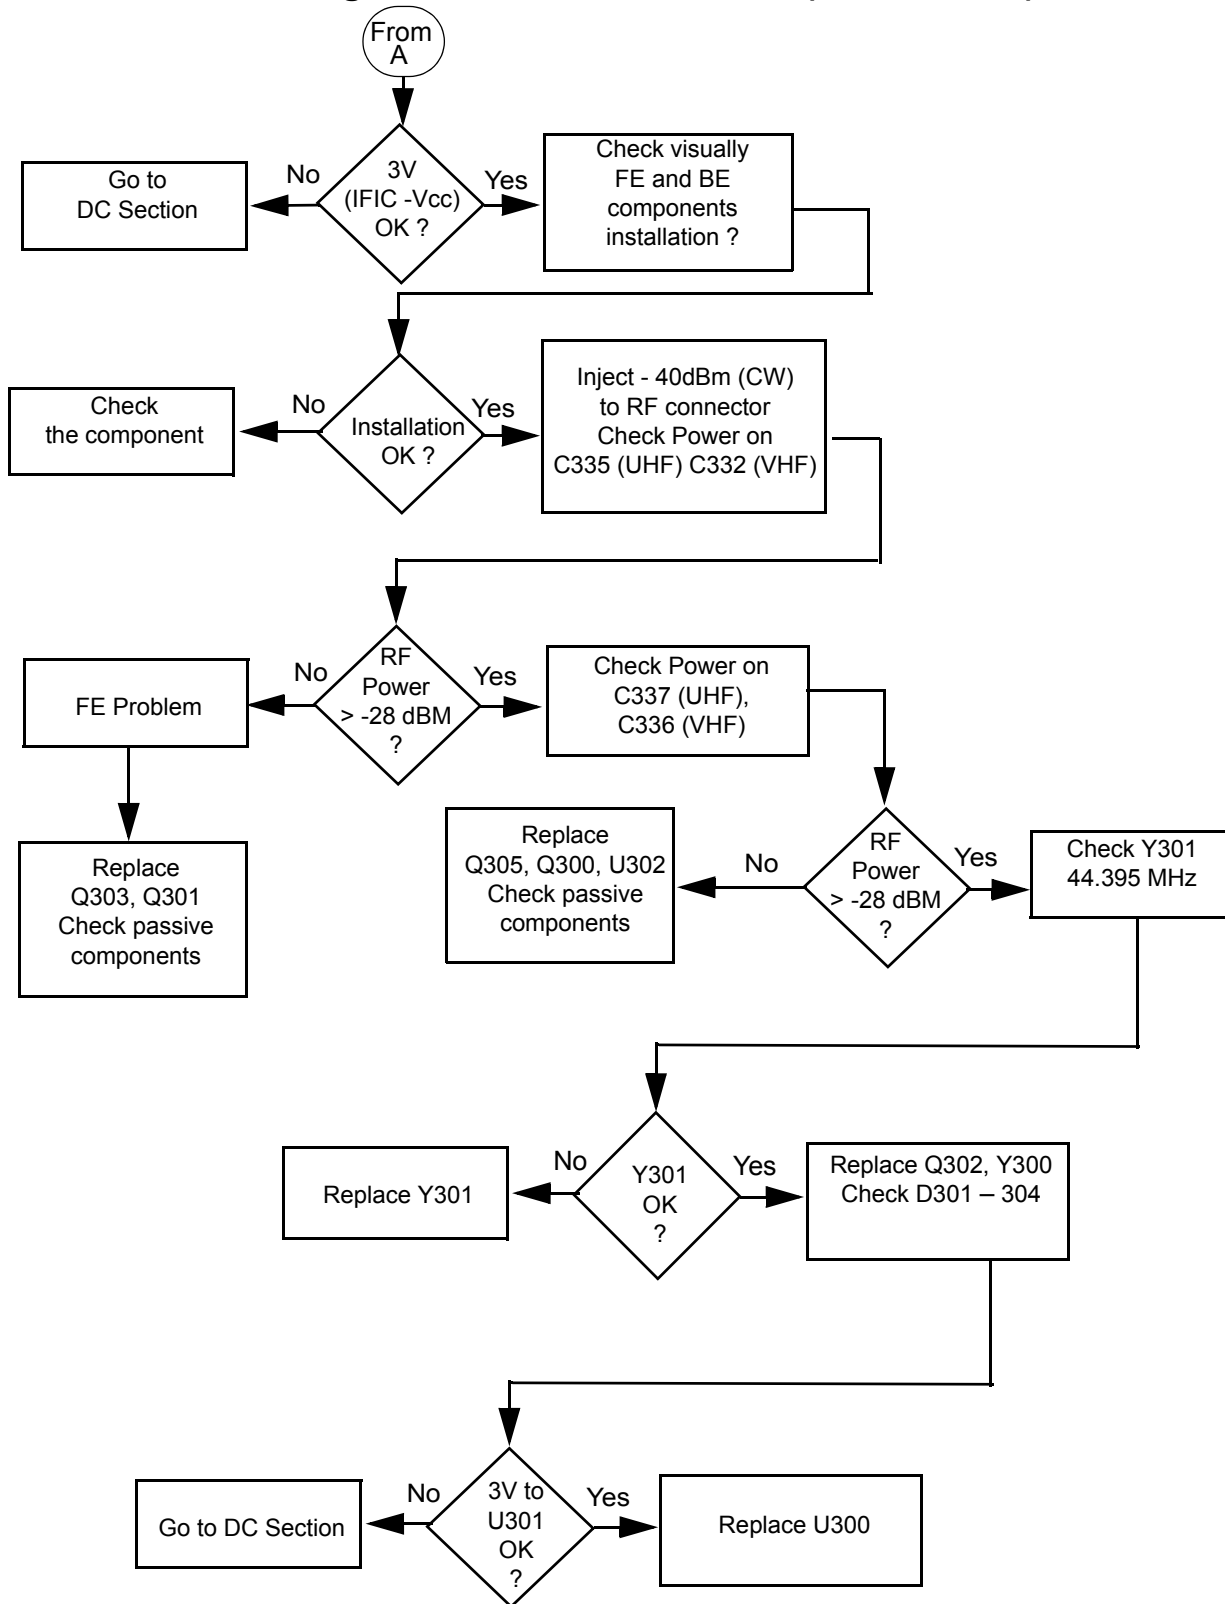 From
A
No
3V
(IFIC -Vcc)
OK ?
Yes
Go to
DC Section
Check visually
FE and BE
components
installation ?
Check
the component
No
Installation
OK ?
Yes
Inject - 40dBm (CW)
to RF connector
Check Power on
C335 (UHF) C332 (VHF)
FE Problem
No
RF
Power
> -28 dBM
?
Yes
Check Power on
C337 (UHF),
C336 (VHF)
Replace
Q303, Q301
Check passive
components
Replace
Q305, Q300, U302
Check passive
components
No
RF
Power
> -28 dBM
?
Yes
Check Y301
44.395 MHz
Replace Y301
No
Y301
OK
?
Yes
Replace Q302, Y300
Check D301 – 304
Go to DC Section
No
3V to
U301
OK
?
Yes
Replace U300